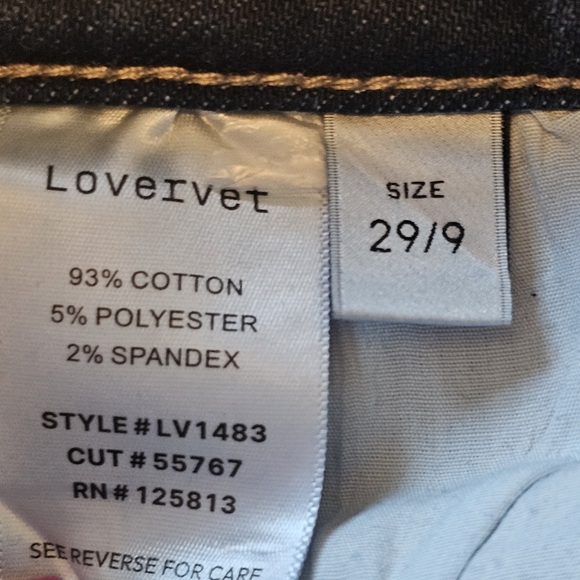 Lovervet
93% COTTON
5% POLYESTER
2% SPANDEX
STYLE # LV1483
CUT # 55767
RN # 125813
SEE REVERSE FOR CARE
SIZE
29/9